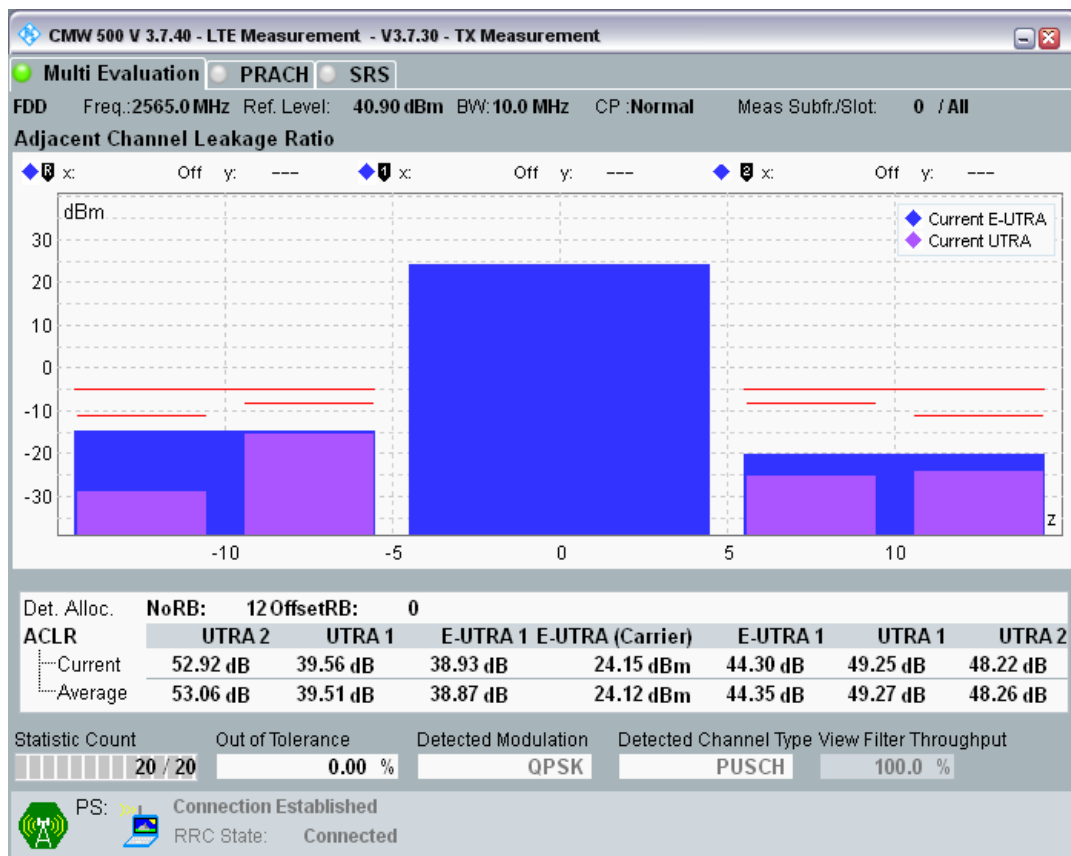 CMW 500 V 3.7.40 - LTE Measurement - V3.7.30 - TX Measurement
Multi Evaluation PRACH SRS
FDD Freq.:2565.0 MHz Ref. Level: 40.90 dBm BW: 10.0 MHz CP :Normal Meas Subfr./Slot: 0 / All
Adjacent Channel Leakage Ratio
R x: Off y: --- 1 x: Off y: --- 2 x: Off y: ---
dBm
Current E-UTRA
Current UTRA
30
20
10
0
-10
-20
-30
z
-10 -5 0 5 10
Det. Alloc. NoRB: 12 OffsetRB: 0
ACLR UTRA 2 UTRA 1 E-UTRA 1 E-UTRA (Carrier) E-UTRA 1 UTRA 1 UTRA 2
Current 52.92 dB 39.56 dB 38.93 dB 24.15 dBm 44.30 dB 49.25 dB 48.22 dB
Average 53.06 dB 39.51 dB 38.87 dB 24.12 dBm 44.35 dB 49.27 dB 48.26 dB
Statistic Count Out of Tolerance Detected Modulation Detected Channel Type View Filter Throughput
20 / 20 0.00 % QPSK PUSCH 100.0 %
PS: Connection Established
RRC State: Connected